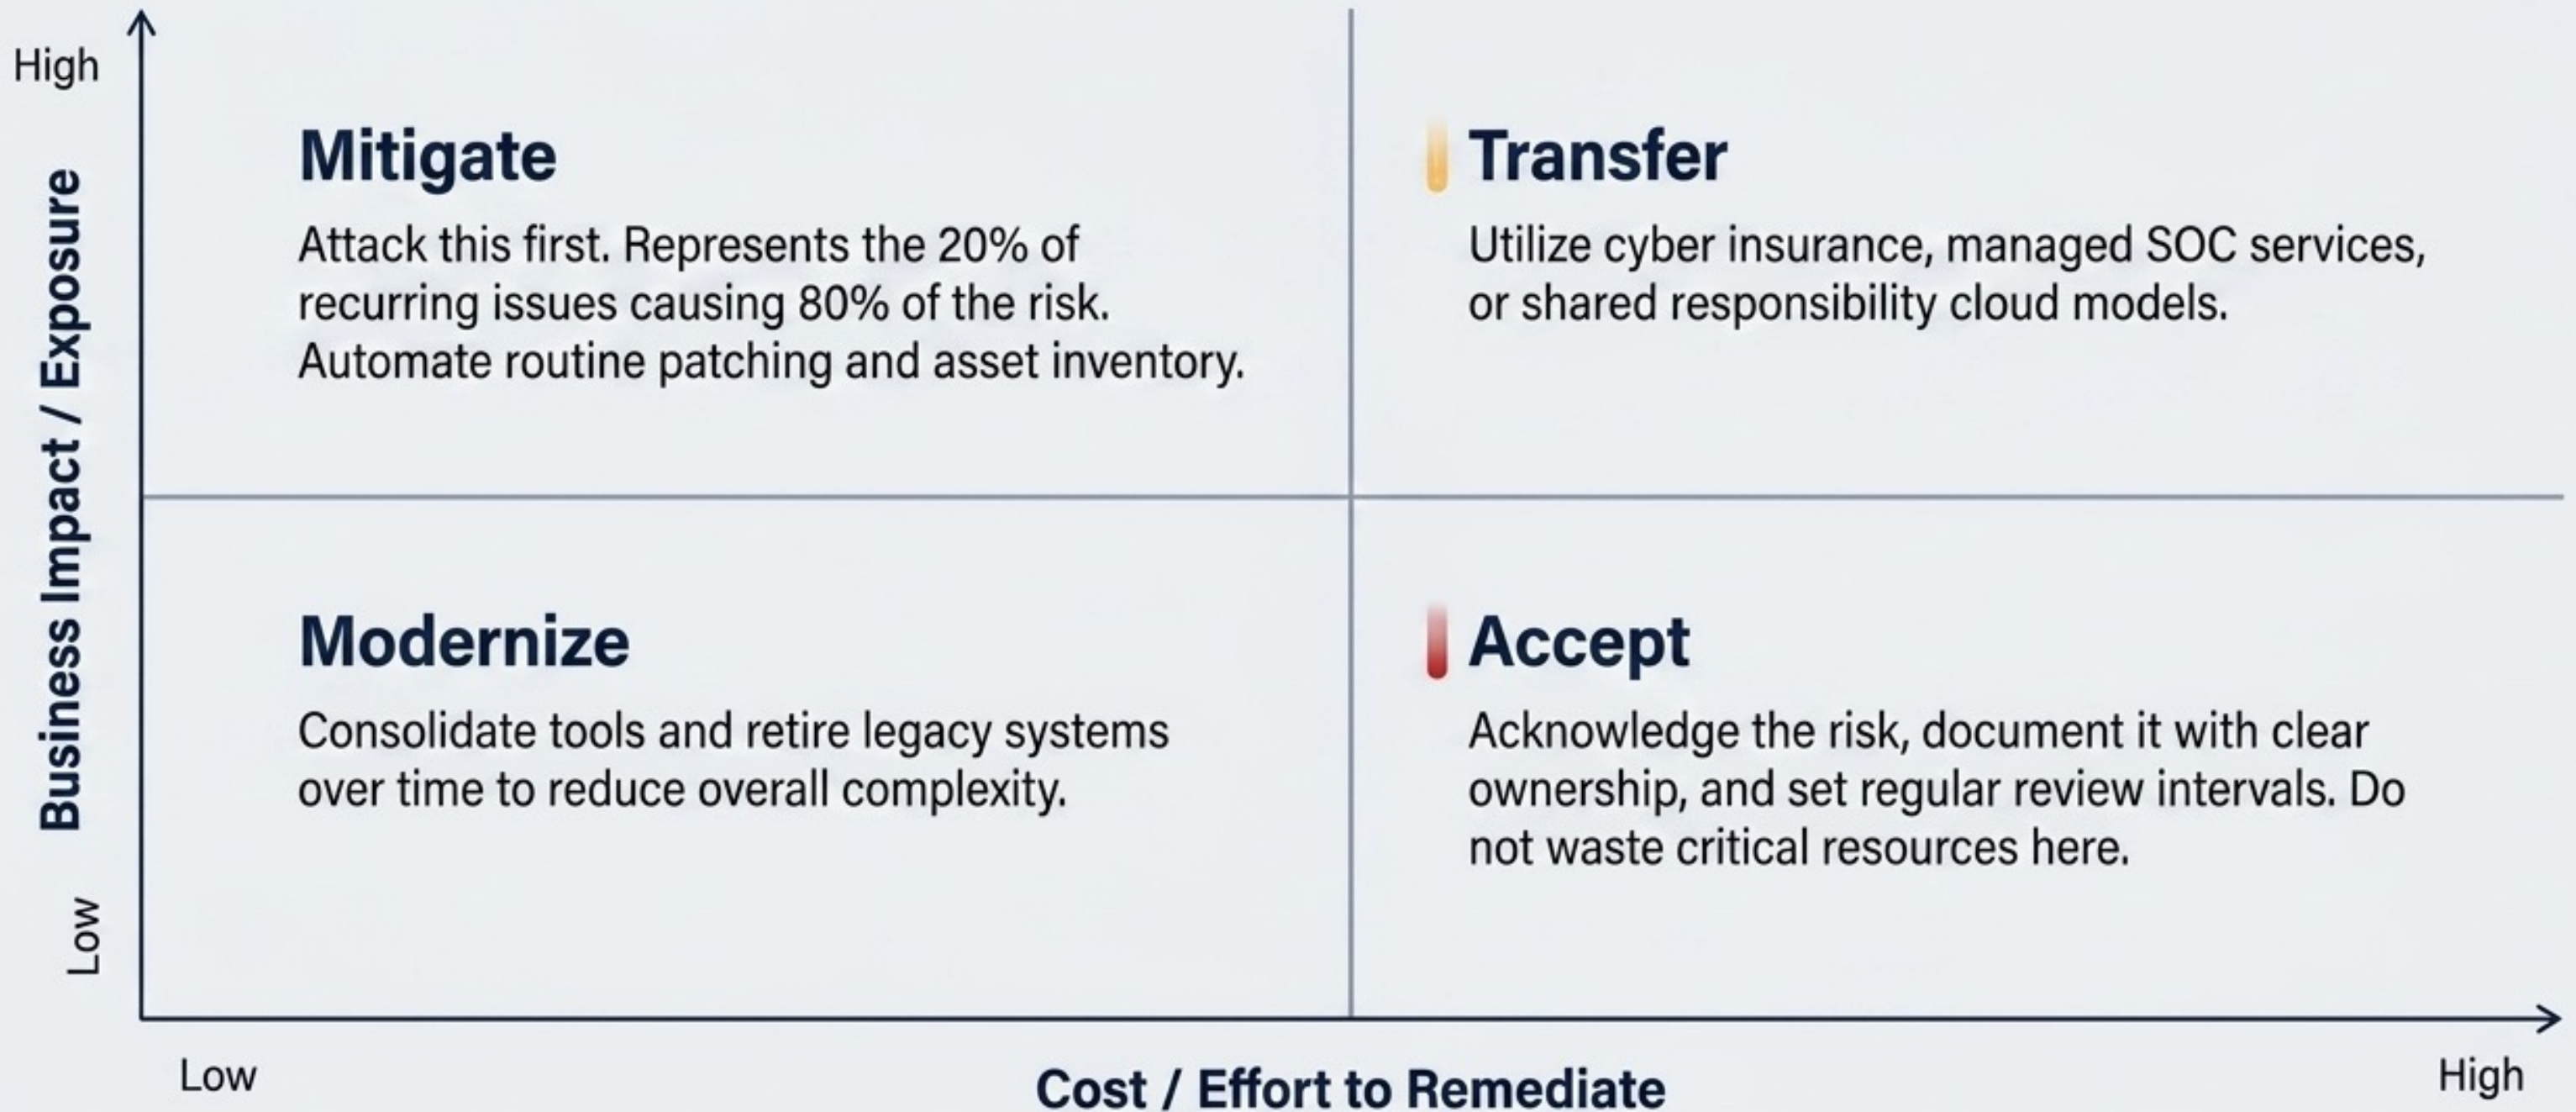 High
Business Impact / Exposure
Low
Mitigate
Attack this first. Represents the 20% of
recurring issues causing 80% of the risk.
Automate routine patching and asset inventory.
Transfer
Utilize cyber insurance, managed SOC services,
or shared responsibility cloud models.
Modernize
Consolidate tools and retire legacy systems
over time to reduce overall complexity.
Accept
Acknowledge the risk, document it with clear
ownership, and set regular review intervals. Do
not waste critical resources here.
Low
Cost / Effort to Remediate
High